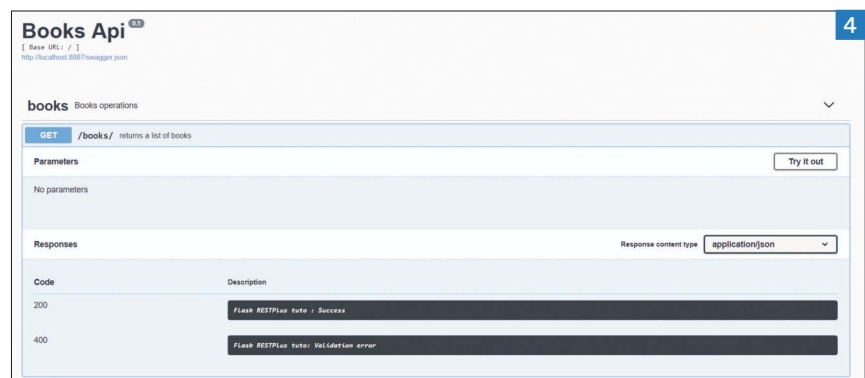 Books Api 0.1
4
[ Base URL: / ]
http://localhost:8887/swagger.json
books Books operations
GET /books/ returns a list of books
Parameters
Try it out
No parameters
Responses
Response content type application/json
Code Description
200 Flask RESTPlus tuto : Success
400 Flask RESTPlus tuto: Validation error